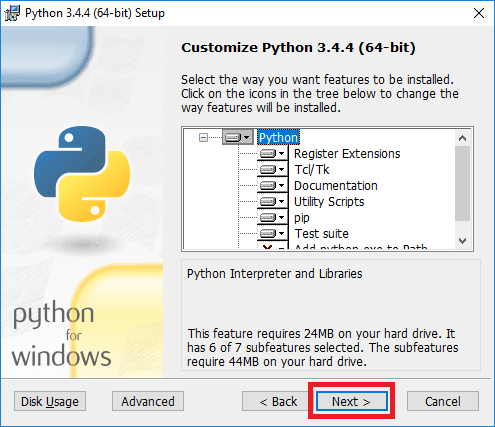 Python 3.4.4 (64-bit) Setup
Customize Python 3.4.4 (64-bit)
Select the way you want features to be installed.
Click on the icons in the tree below to change the
way features will be installed.
Python
Register Extensions
Tcl/Tk
Documentation
Utility Scripts
pip
Test suite
Add python.exe to Path
Python Interpreter and Libraries
This feature requires 24MB on your hard drive. It
has 6 of 7 subfeatures selected. The subfeatures
require 44MB on your hard drive.
python
for
windows
Disk Usage
Advanced
< Back
Next >
Cancel